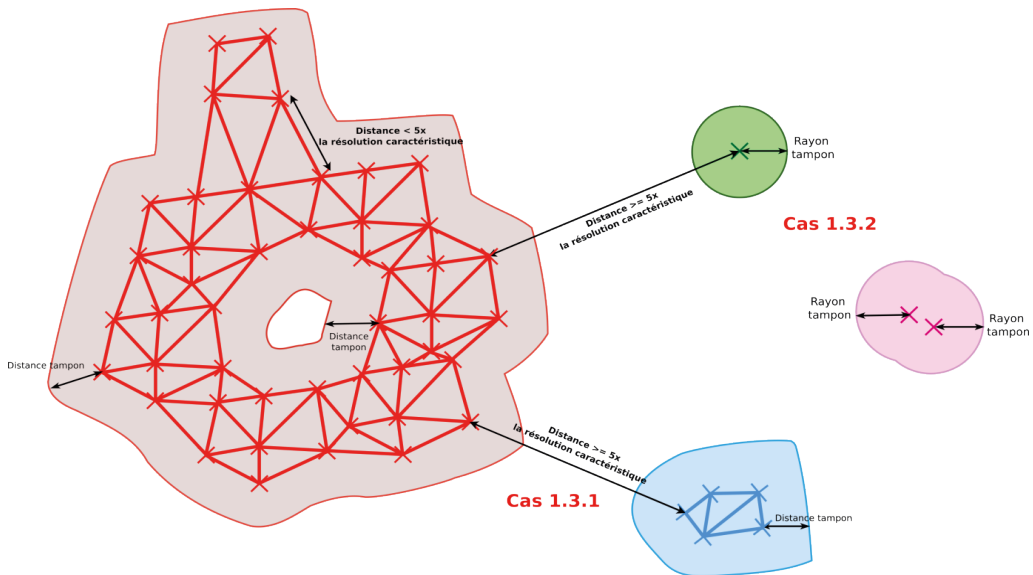 Distance < 5x
la résolution caractéristique
Rayon
tampon
Distance >= 5x
la résolution caractéristique
Cas 1.3.2
Rayon
tampon
Rayon
tampon
Distance
tampon
Distance tampon
Distance >= 5x
la résolution caractéristique
Cas 1.3.1
Distance tampon